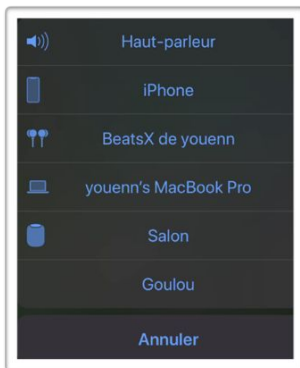 Haut-parleur
iPhone
BeatsX de youenn
youenn's MacBook Pro
Salon
Goulou
Annuler